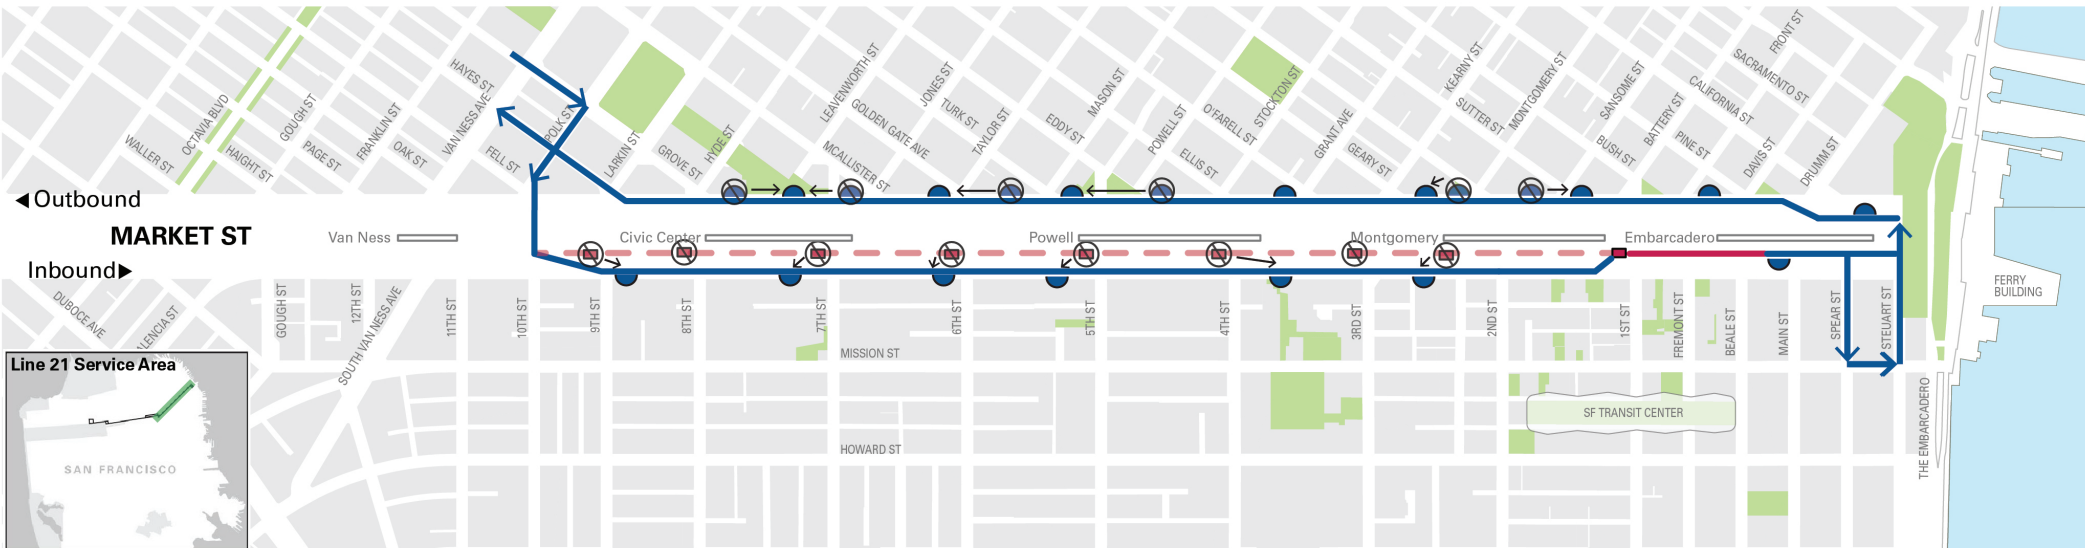 WALLER ST
OCTAVIA BLVD
HAIGHT ST
GOUGH ST
PAGE ST
FRANKLIN ST
OAK ST
HAYES ST
VAN NESS AVE
FELL ST
POLK ST
LARKIN ST
GROVE ST
HYDE ST
LEAVENWORTH ST
MCALLISTER ST
GOLDEN GATE AVE
JONES ST
TURK ST
TAYLOR ST
EDDY ST
MASON ST
POWELL ST
ELLIS ST
O'FARELL ST
STOCKTON ST
GRANT AVE
GEARY ST
KEARNY ST
SUTTER ST
MONTGOMERY ST
BUSH ST
SANSOME ST
BATTERY ST
PINE ST
CALIFORNIA ST
SACRAMENTO ST
FRONT ST
DAVIS ST
DRUMM ST
Outbound
MARKET ST
Inbound
Van Ness
Civic Center
Powell
Montgomery
Embarcadero
FERRY
BUILDING
DUBOCE AVE
ALENCIA ST
GOUGH ST
12TH ST
SOUTH VAN NESS AVE
11TH ST
10TH ST
9TH ST
8TH ST
7TH ST
6TH ST
5TH ST
4TH ST
3RD ST
2ND ST
1ST ST
FREMONT ST
BEALE ST
MAIN ST
SPEAR ST
STEUART ST
MISSION ST
HOWARD ST
SF TRANSIT CENTER
THE EMBARCADERO
Line 21 Service Area
SAN FRANCISCO